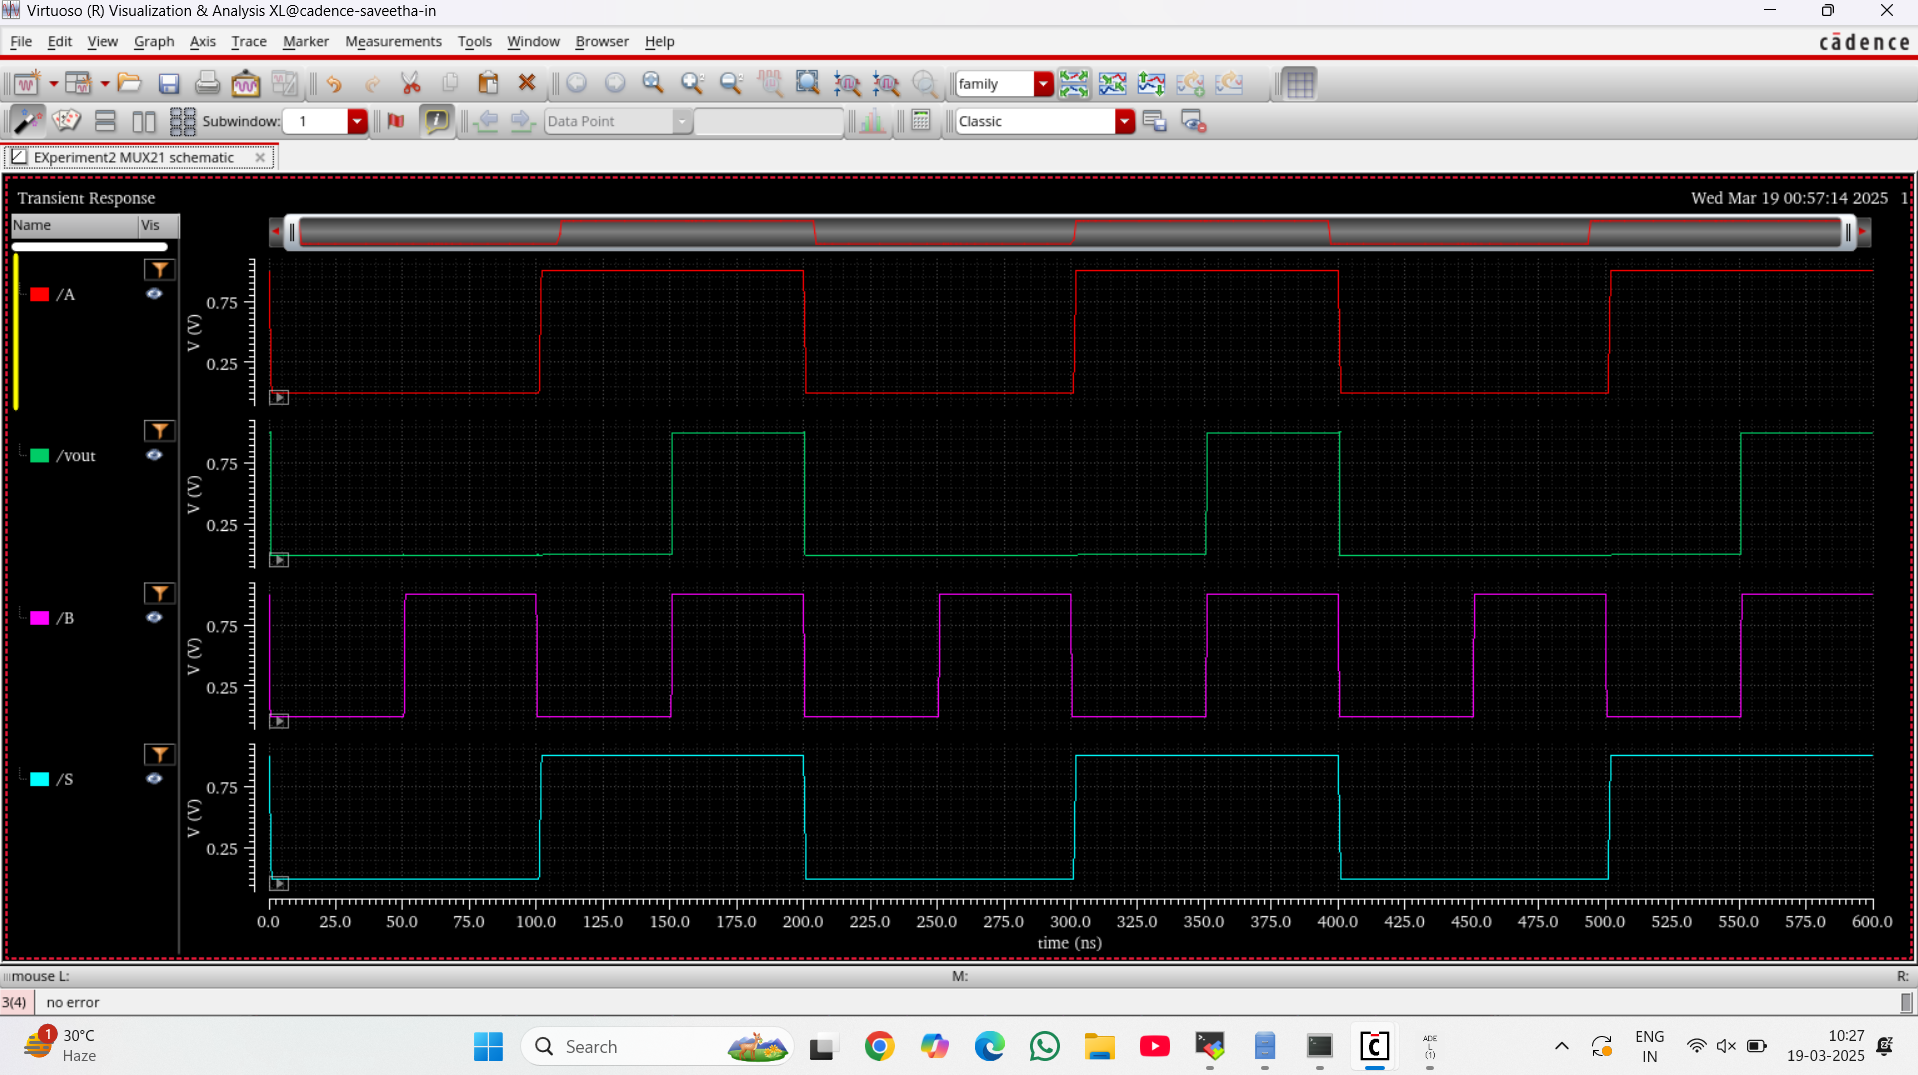 Virtuoso (R) Visualization & Analysis XL@cadence-saveetha-in
File Edit View Graph Axis Trace Marker Measurements Tools Window Browser Help
cādence
family
Subwindow: 1
Data Point
Classic
EXperiment2 MUX21 schematic
Transient Response
Wed Mar 19 00:57:14 2025 1
Name Vis
/A
V (V)
0.75
0.25
/vout
V (V)
0.75
0.25
/B
V (V)
0.75
0.25
/S
V (V)
0.75
0.25
0.0 25.0 50.0 75.0 100.0 125.0 150.0 175.0 200.0 225.0 250.0 275.0 300.0 325.0 350.0 375.0 400.0 425.0 450.0 475.0 500.0 525.0 550.0 575.0 600.0
time (ns)
mouse L: M: R:
3(4) no error
1
30°C
Haze
Search
ADE
L
(1)
ENG
IN
10:27
19-03-2025